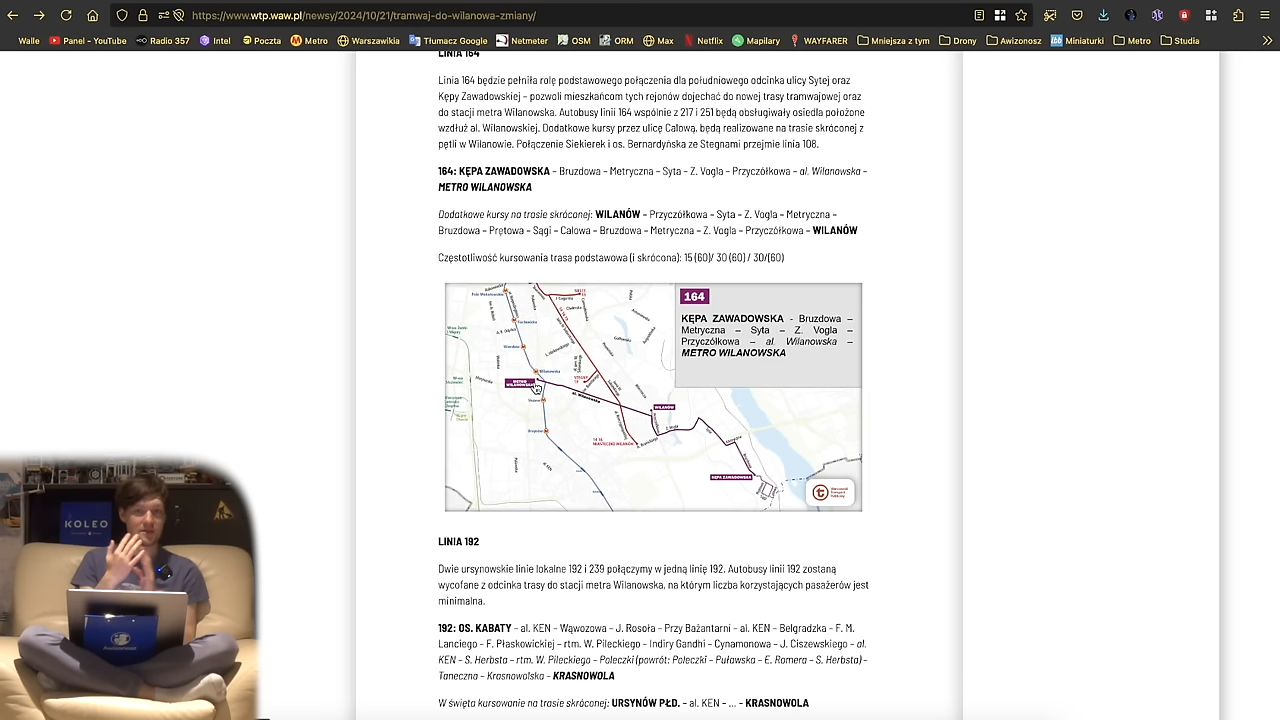 https://www.wtp.waw.pl/newsy/2024/10/21/tramwaj-do-wilanowa-zmiany/
Walle Panel - YouTube Radio 357 Intel Poczta Metro Warszawikia Tłumacz Google Netmeter OSM ORM Max Netflix Mapilary WAYFARER Mniejsza z tym Drony Awizonosz Miniaturki Metro Studia
LINIA 164
Linia 164 będzie pełniła rolę podstawowego połączenia dla południowego odcinka ulicy Sytej oraz
Kępy Zawadowskiej – pozwoli mieszkańcom tych rejonów dojechać do nowej trasy tramwajowej oraz
do stacji metra Wilanowska. Autobusy linii 164 wspólnie z 217 i 251 będą obsługiwały osiedla położone
wzdłuż al. Wilanowskiej. Dodatkowe kursy przez ulicę Calową, będą realizowane na trasie skróconej z
pętli w Wilanowie. Połączenie Siekierek i os. Bernardyńska ze Stegnami przejmie linia 108.
164: KĘPA ZAWADOWSKA – Bruzdowa – Metryczna – Syta – Z. Vogla – Przyczółkowa – al. Wilanowska –
METRO WILANOWSKA
Dodatkowe kursy na trasie skróconej: WILANÓW – Przyczółkowa – Syta – Z. Vogla – Metryczna –
Bruzdowa – Prętowa – Sągi – Calowa – Bruzdowa – Metryczna – Z. Vogla – Przyczółkowa – WILANÓW
Częstotliwość kursowania trasa podstawowa (i skrócona): 15 (60)/ 30 (60) / 30/(60)
164
KĘPA ZAWADOWSKA - Bruzdowa –
Metryczna – Syta – Z. Vogla –
Przyczółkowa – al. Wilanowska –
METRO WILANOWSKA
METRO
WILANOWSKA
Wilanowska
al. Wilanowska
WILANÓW
MIASTECZKO WILANÓW
KĘPA ZAWADOWSKA
LINIA 192
Dwie ursynowskie linie lokalne 192 i 239 połączymy w jedną linię 192. Autobusy linii 192 zostaną
wycofane z odcinka trasy do stacji metra Wilanowska, na którym liczba korzystających pasażerów jest
minimalna.
192: OS. KABATY – al. KEN – Wąwozowa – J. Rosoła – Przy Bażantarni – al. KEN – Belgradzka – F. M.
Lanciego – F. Płaskowickiej – rtm. W. Pileckiego – Indiry Gandhi – Cynamonowa – J. Ciszewskiego – al.
KEN – S. Herbsta – rtm. W. Pileckiego – Poleczki (powrót: Poleczki – Puławska – E. Romera – S. Herbsta) –
Taneczna – Krasnowolska – KRASNOWOLA
W święta kursowanie na trasie skróconej: URSYNÓW PŁD. – al. KEN – ... – KRASNOWOLA
KOLEO